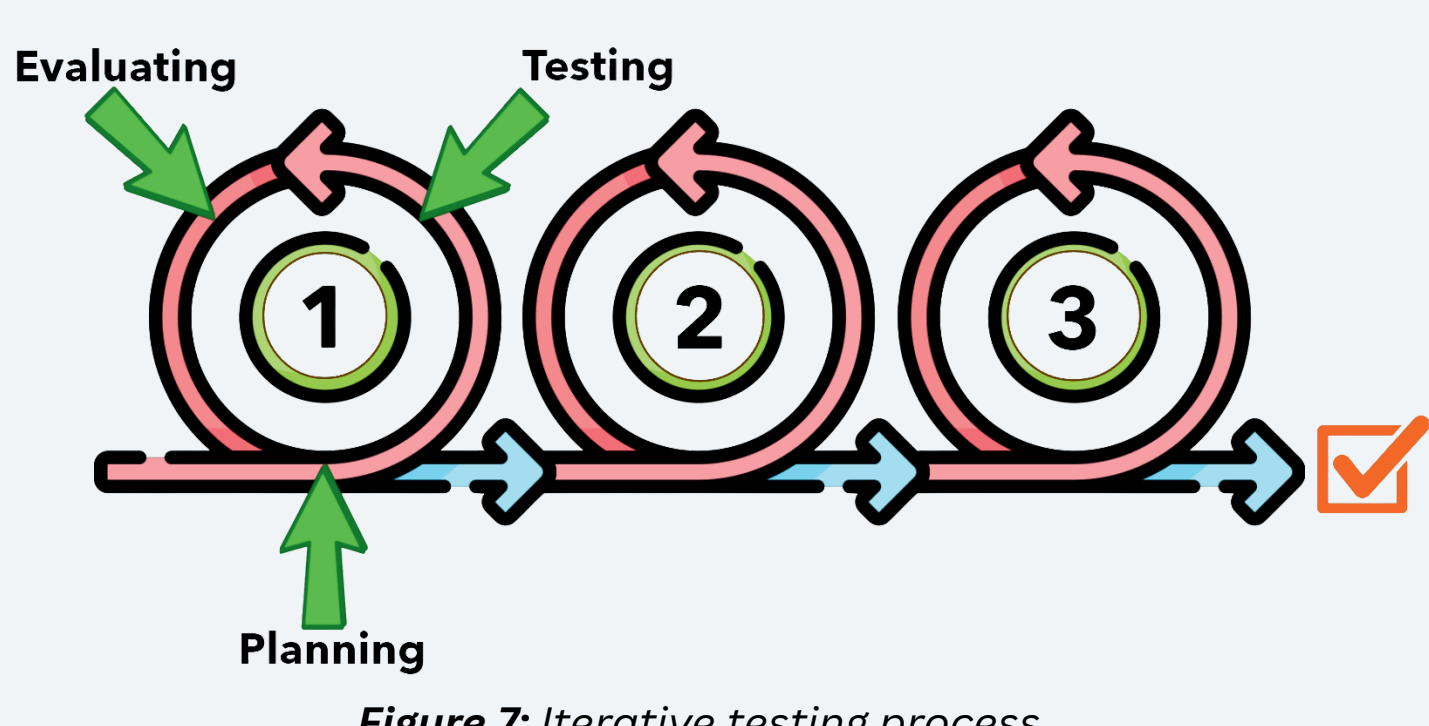 Evaluating
Testing
1
2
3
Planning
Figure 7: Iterative testing process